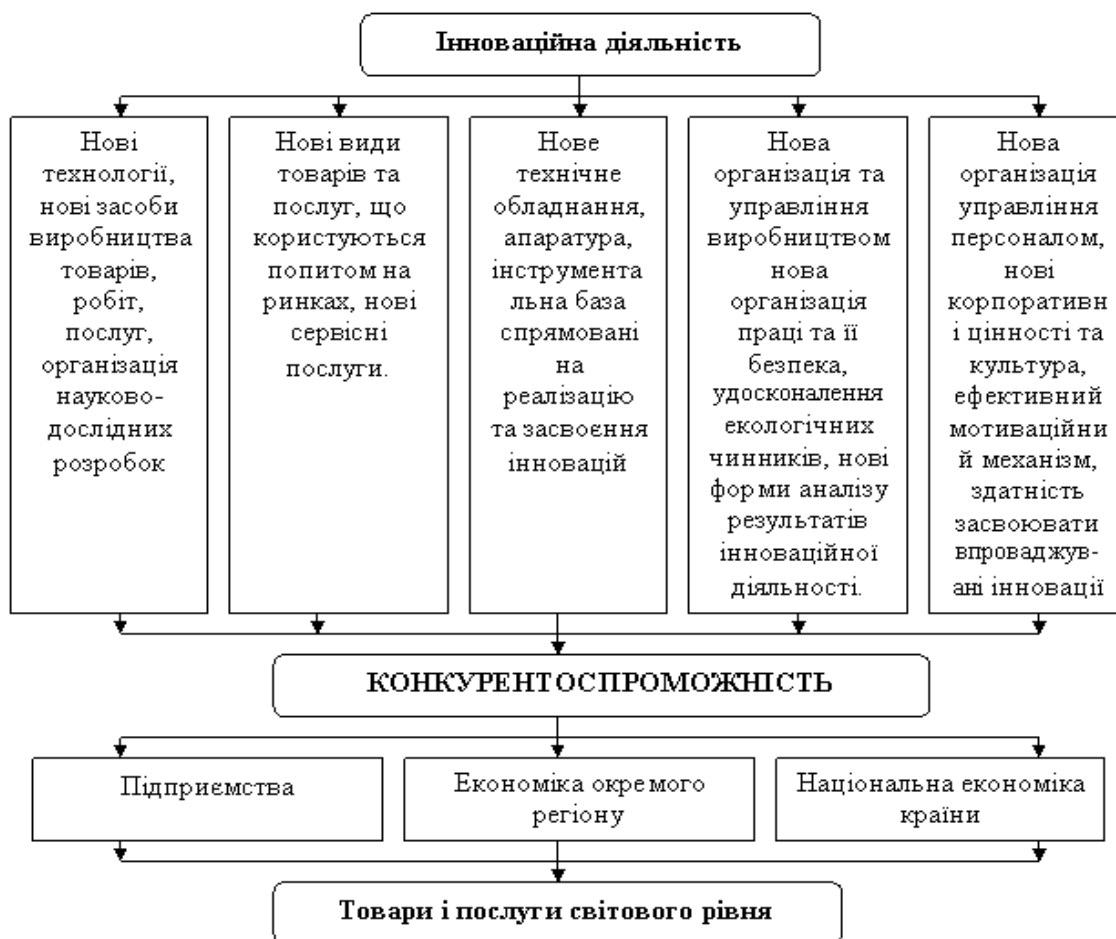 Інноваційна діяльність
Нові
технології,
нові засоби
виробництва
товарів,
робіт,
послуг,
організація
науково-
дослідних
розробок
Нові види
товарів та
послуг, що
користуються
попитом на
ринках, нові
сервісні
послуги.
Нове
технічне
обладнання,
апаратура,
інструмента
льна база
спрямовані
на
реалізацію
та засвоєння
інновацій
Нова
організація та
управління
виробництвом
нова
організація
праці та її
безпека,
удосконалення
екологічних
чинників, нові
форми аналізу
результатів
інноваційної
діяльності.
Нова
організація
управління
персоналом,
нові
корпоративн
і цінності та
культура,
ефективний
мотиваційни
й механізм,
здатність
засвоювати
впроваджув-
ані інновації
КОНКУРЕНТОСПРОМОЖНІСТЬ
Підприємства
Економіка окремого
регіону
Національна економіка
країни
Товари і послуги світового рівня